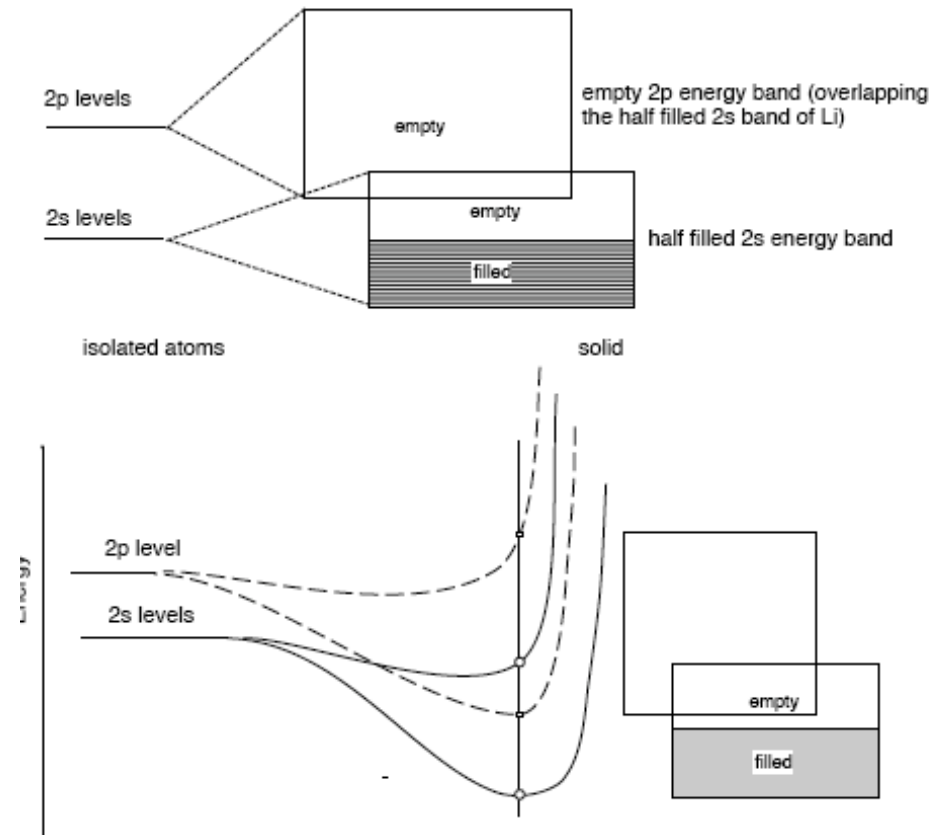 2p levels
empty
empty 2p energy band (overlapping
the half filled 2s band of Li)
2s levels
empty
half filled 2s energy band
filled
isolated atoms
solid
2p level
2s levels
empty
filled